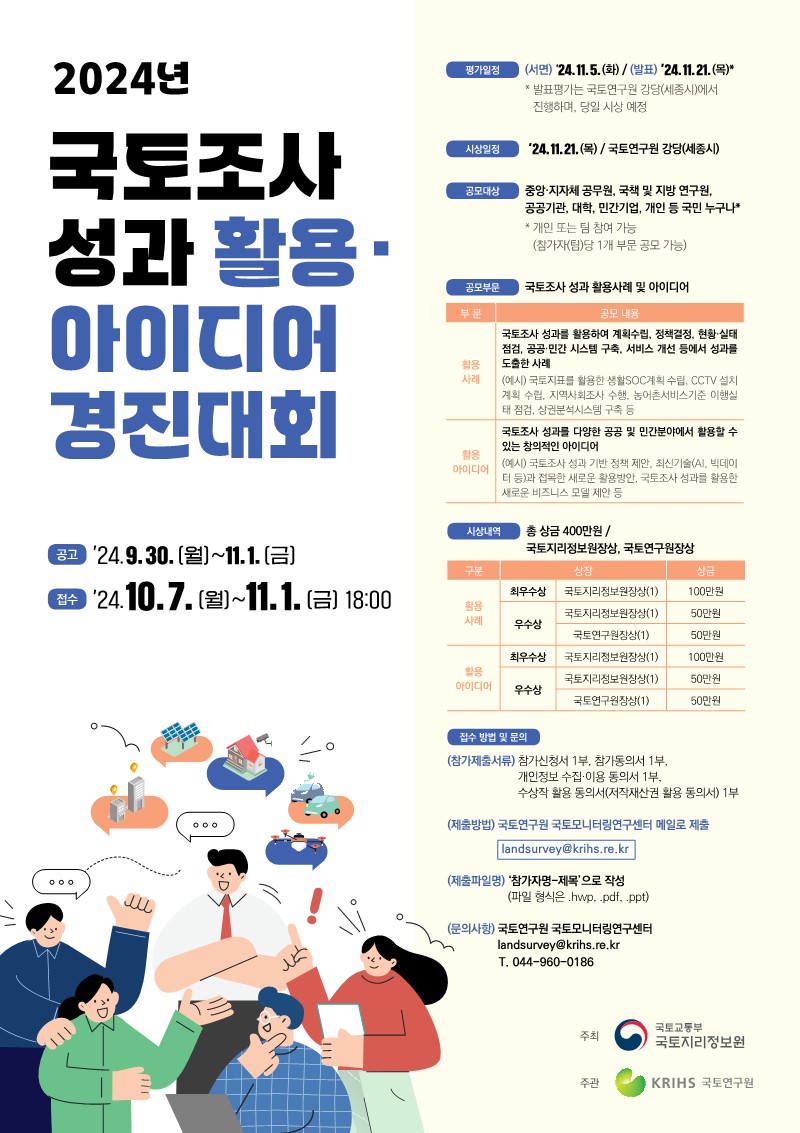 2024년
국토조사
성과 활용·
아이디어
경진대회
공고 '24. 9. 30. (월)~11. 1. (금)
접수 '24. 10. 7. (월)~11. 1. (금) 18:00
평가일정 (서면) '24. 11. 5. (화) / (발표) '24. 11. 21. (목)*
* 발표평가는 국토연구원 강당(세종시)에서
진행하며, 당일 시상 예정
시상일정 '24. 11. 21. (목) / 국토연구원 강당(세종시)
공모대상 중앙·지자체 공무원, 국책 및 지방 연구원,
공공기관, 대학, 민간기업, 개인 등 국민 누구나*
* 개인 또는 팀 참여 가능
(참가자(팀)당 1개 부문 공모 가능)
공모부문 국토조사 성과 활용사례 및 아이디어
부 문 공모 내용
활용
사례
국토조사 성과를 활용하여 계획수립, 정책결정, 현황·실태
점검, 공공·민간 시스템 구축, 서비스 개선 등에서 성과를
도출한 사례
(예시) 국토지표를 활용한 생활SOC계획 수립, CCTV 설치
계획 수립, 지역사회조사 수행, 농어촌서비스기준 이행실
태 점검, 상권분석시스템 구축 등
활용
아이디어
국토조사 성과를 다양한 공공 및 민간분야에서 활용할 수
있는 창의적인 아이디어
(예시) 국토조사 성과 기반 정책 제안, 최신기술(AI, 빅데이
터 등)과 접목한 새로운 활용방안, 국토조사 성과를 활용한
새로운 비즈니스 모델 제안 등
시상내역 총 상금 400만원 /
국토지리정보원장상, 국토연구원장상
구분 상장 상금
활용
사례
최우수상 국토지리정보원장상(1) 100만원
우수상
국토지리정보원장상(1) 50만원
국토연구원장상(1) 50만원
활용
아이디어
최우수상 국토지리정보원장상(1) 100만원
우수상
국토지리정보원장상(1) 50만원
국토연구원장상(1) 50만원
접수 방법 및 문의
(참가제출서류) 참가신청서 1부, 참가동의서 1부,
개인정보 수집·이용 동의서 1부,
수상작 활용 동의서(저작재산권 활용 동의서) 1부
(제출방법) 국토연구원 국토모니터링연구센터 메일로 제출
landsurvey@krihs.re.kr
(제출파일명) '참가자명-제목'으로 작성
(파일 형식은 .hwp, .pdf, .ppt)
(문의사항) 국토연구원 국토모니터링연구센터
landsurvey@krihs.re.kr
T. 044-960-0186
주최 국토교통부
국토지리정보원
주관 KRIHS 국토연구원